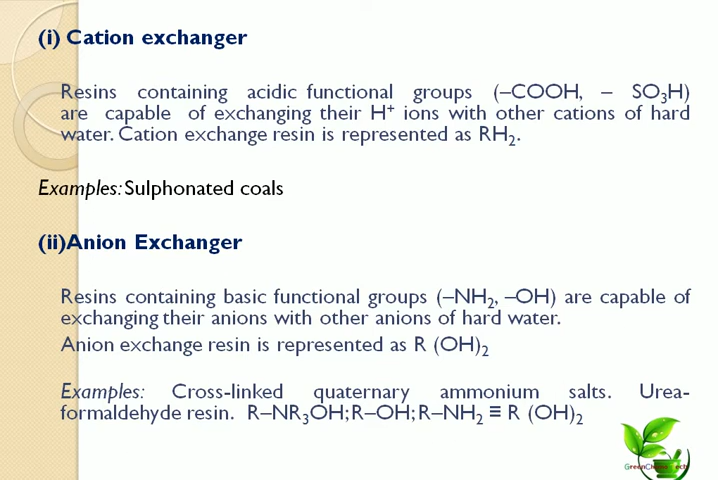 (i) Cation exchanger
Resins containing acidic functional groups (–COOH, – SO₃H)
are capable of exchanging their H⁺ ions with other cations of hard
water. Cation exchange resin is represented as RH₂.
Examples: Sulphonated coals
(ii)Anion Exchanger
Resins containing basic functional groups (–NH₂, –OH) are capable of
exchanging their anions with other anions of hard water.
Anion exchange resin is represented as R (OH)₂
Examples: Cross-linked quaternary ammonium salts. Urea-
formaldehyde resin. R–NR₃OH; R–OH; R–NH₂ ≡ R (OH)₂